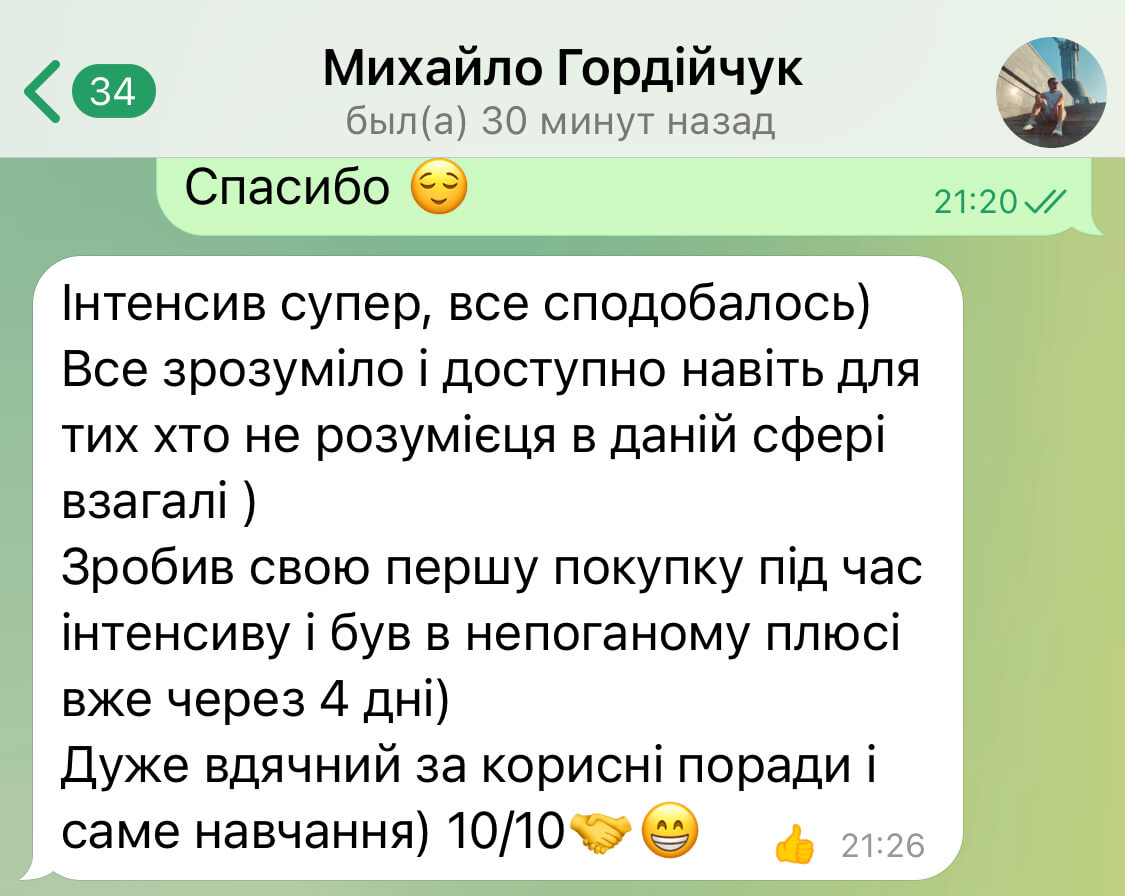 34
Михайло Гордійчук
был(а) 30 минут назад
Спасибо 😌
21:20
Інтенсив супер, все сподобалось)
Все зрозуміло і доступно навіть для
тих хто не розумієця в даній сфері
взагалі )
Зробив свою першу покупку під час
інтенсиву і був в непоганому плюсі
вже через 4 дні)
Дуже вдячний за корисні поради і
саме навчання) 10/10🤝😁
👍 21:26